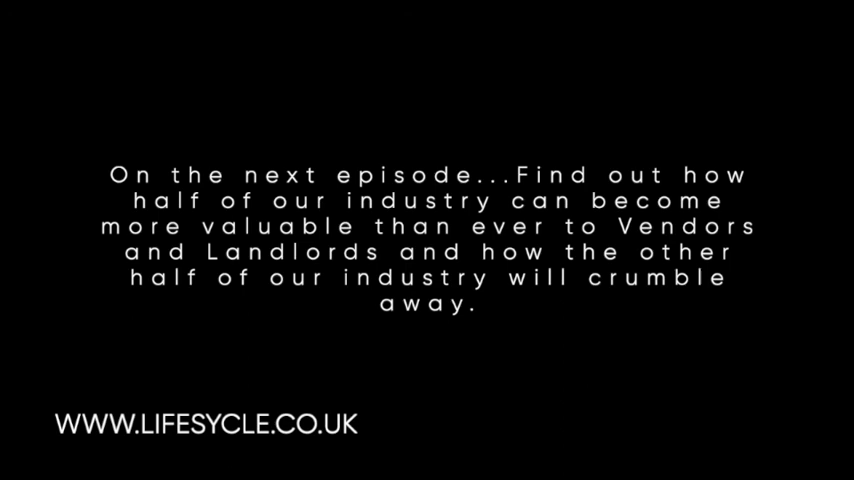 On the next episode...Find out how
half of our industry can become
more valuable than ever to Vendors
and Landlords and how the other
half of our industry will crumble
away.
WWW.LIFESYCLE.CO.UK